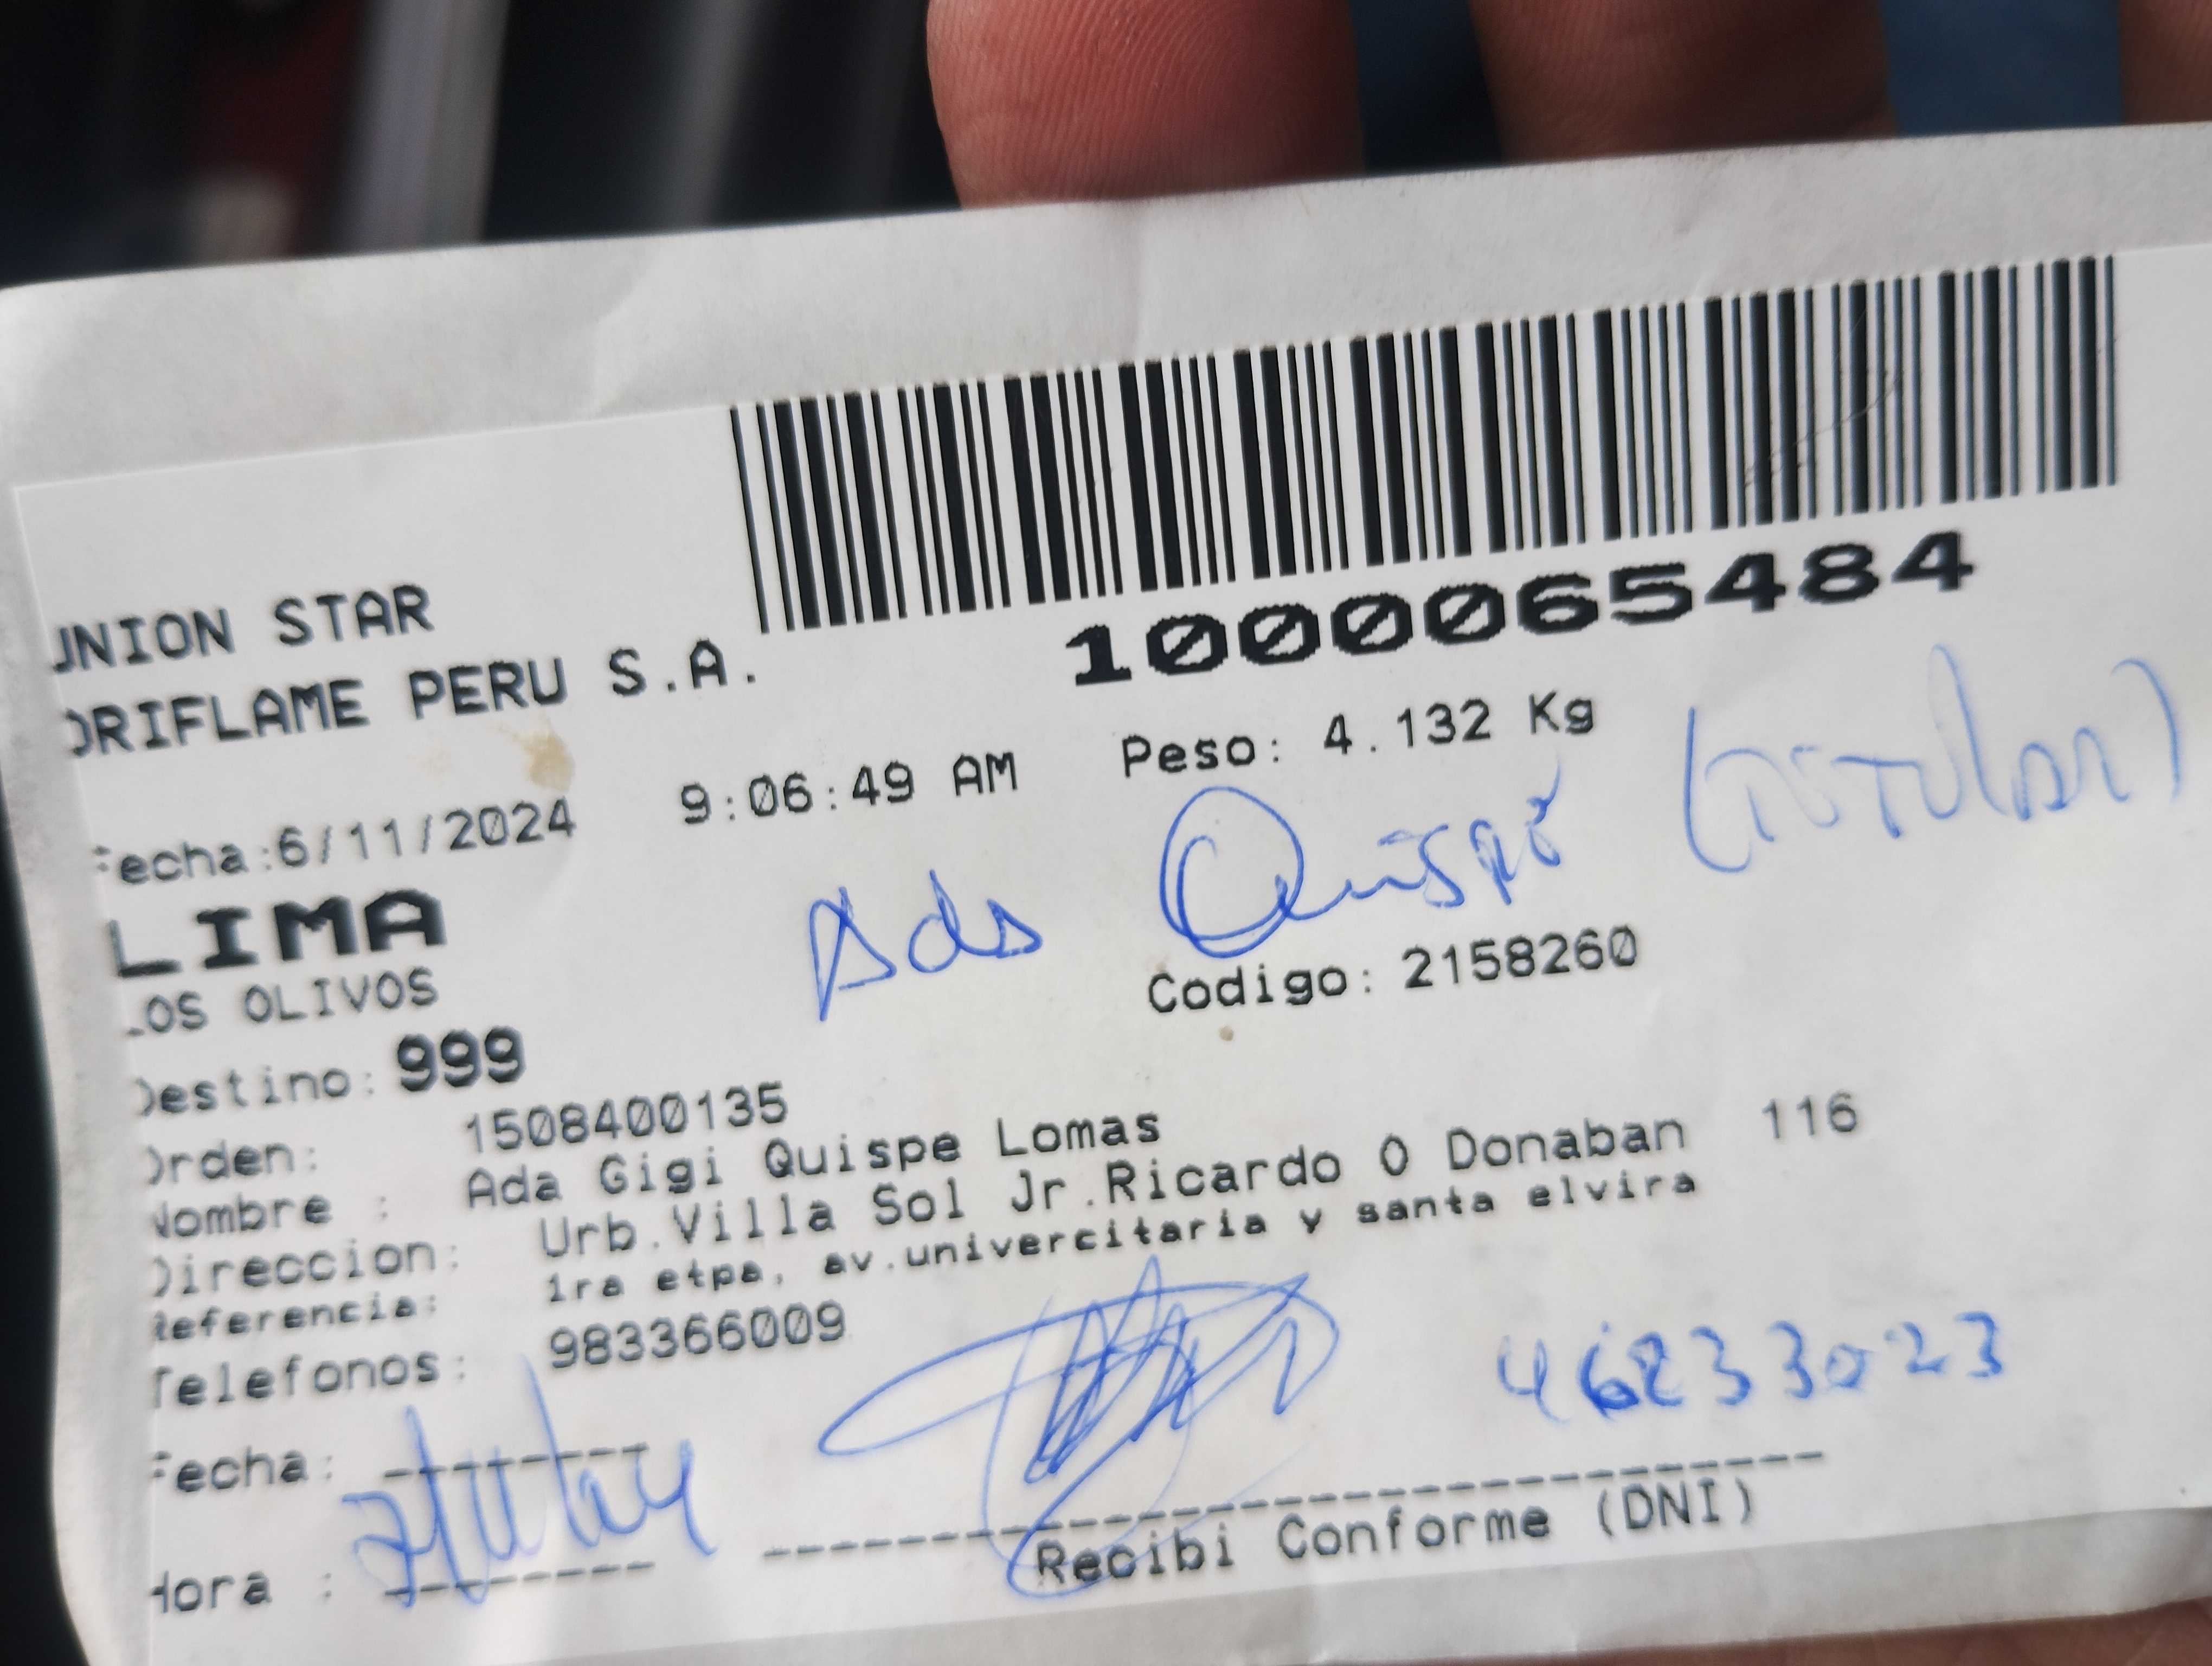 1000065484
UNION STAR
ORIFLAME PERU S.A.
Fecha:6/11/2024 9:06:49 AM Peso: 4.132 Kg
LIMA
Ada Quispe (TITULAR)
LOS OLIVOS
Codigo: 2158260
Destino: 999
Orden: 1508400135
Nombre : Ada Gigi Quispe Lomas
Direccion: Urb.Villa Sol Jr.Ricardo O Donaban 116
Referencia: 1ra etpa, av.univercitaria y santa elvira
Telefonos: 983366009
46233023
Fecha:
Hora :
Recibi Conforme (DNI)